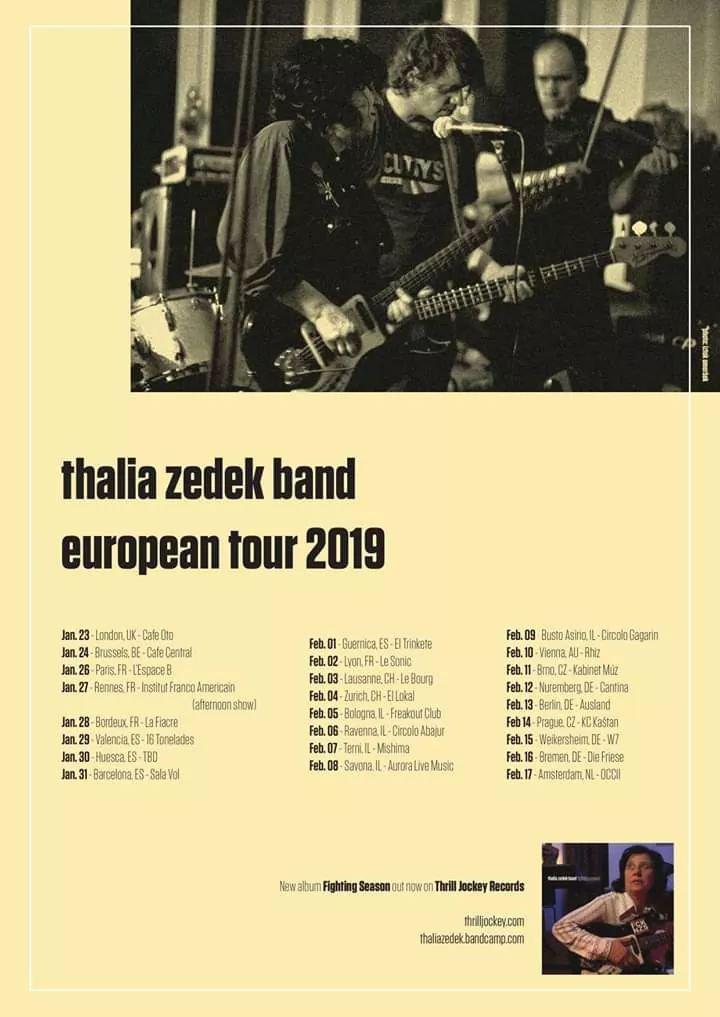 CUTTYS
photo: iztok ameršek
thalia zedek band
european tour 2019
Jan. 23 - London, UK - Cafe Oto
Jan. 24 - Brussels, BE - Cafe Central
Jan. 26 - Paris, FR - L'Espace B
Jan. 27 - Rennes, FR - Institut Franco Americain
(afternoon show)
Jan. 28 - Bordeux, FR - La Fiacre
Jan. 29 - Valencia, ES - 16 Tonelades
Jan. 30 - Huesca, ES - TBD
Jan. 31 - Barcelona, ES - Sala Vol
Feb. 01 - Guernica, ES - El Trinkete
Feb. 02 - Lyon, FR - Le Sonic
Feb. 03 - Lausanne, CH - Le Bourg
Feb. 04 - Zurich, CH - El Lokal
Feb. 05 - Bologna, IL - Freakout Club
Feb. 06 - Ravenna, IL - Circolo Abajur
Feb. 07 - Terni, IL - Mishima
Feb. 08 - Savona, IL - Aurora Live Music
Feb. 09 Busto Asirio, IL - Circolo Gagarin
Feb. 10 - Vienna, AU - Rhiz
Feb. 11 - Brno, CZ - Kabinet Múz
Feb. 12 - Nuremberg, DE - Cantina
Feb. 13 - Berlin, DE - Ausland
Feb 14 - Prague, CZ - KC Kaštan
Feb. 15 - Weikersheim, DE - W7
Feb. 16 - Bremen, DE - Die Friese
Feb. 17 - Amsterdam, NL - OCCII
New album Fighting Season out now on Thrill Jockey Records
thrilljockey.com
thaliazedek.bandcamp.com
thalia zedek band fighting season